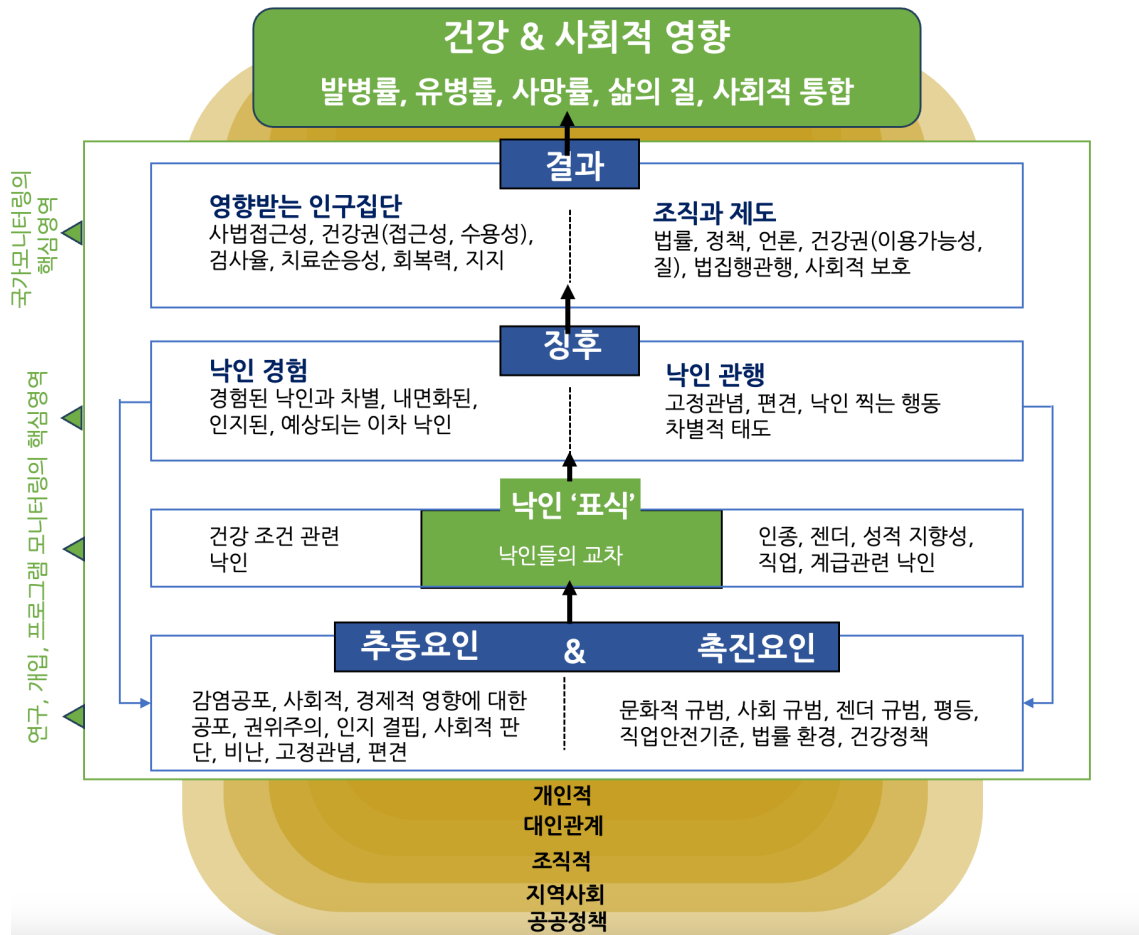 건강 & 사회적 영향
발병률, 유병률, 사망률, 삶의 질, 사회적 통합
국가모니터링의
핵심영역
결과
영향받는 인구집단
사법접근성, 건강권(접근성, 수용성),
검사율, 치료순응성, 회복력, 지지
조직과 제도
법률, 정책, 언론, 건강권(이용가능성,
질), 법집행관행, 사회적 보호
연구, 개입, 프로그램 모니터링의 핵심영역
징후
낙인 경험
경험된 낙인과 차별, 내면화된,
인지된, 예상되는 이차 낙인
낙인 관행
고정관념, 편견, 낙인 찍는 행동
차별적 태도
낙인 ‘표식’
낙인들의 교차
건강 조건 관련
낙인
인종, 젠더, 성적 지향성,
직업, 계급관련 낙인
추동요인 & 촉진요인
감염공포, 사회적, 경제적 영향에 대한
공포, 권위주의, 인지 결핍, 사회적 판
단, 비난, 고정관념, 편견
문화적 규범, 사회 규범, 젠더 규범, 평등,
직업안전기준, 법률 환경, 건강정책
개인적
대인관계
조직적
지역사회
공공정책